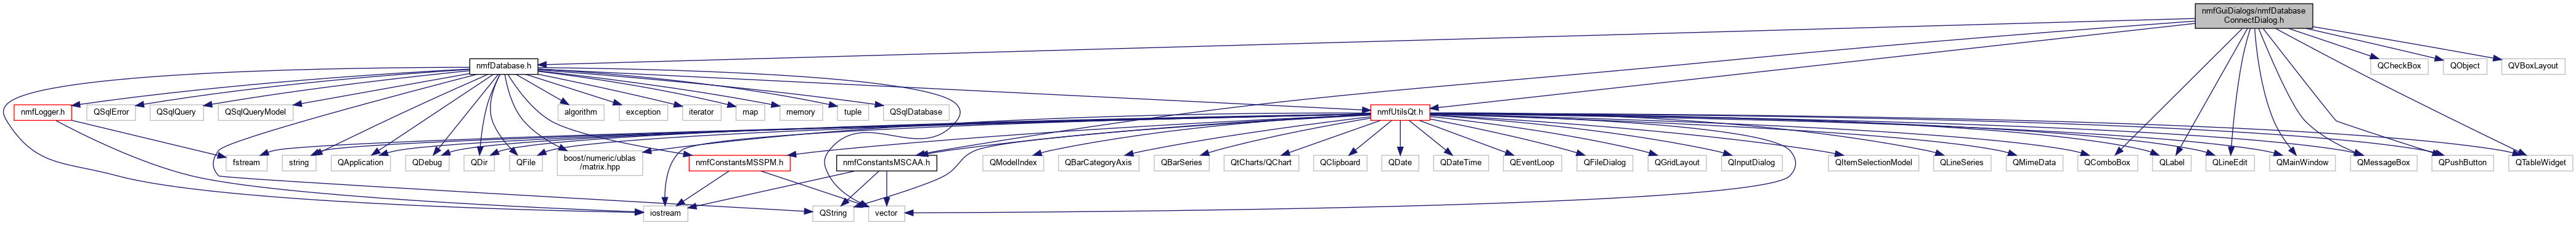 nmfGuiDialogs/nmfDatabase
ConnectDialog.h
nmfDatabase.h
QCheckBox
QObject
QVBoxLayout
nmfLogger.h
QSqlError
QSqlQuery
QSqlQueryModel
algorithm
exception
iterator
map
memory
tuple
QSqlDatabase
nmfUtilsQt.h
fstream
string
QApplication
QDebug
QDir
QFile
boost/numeric/ublas
/matrix.hpp
nmfConstantsMSSPM.h
nmfConstantsMSCAA.h
QModelIndex
QBarCategoryAxis
QBarSeries
QtCharts/QChart
QClipboard
QDate
QDateTime
QEventLoop
QFileDialog
QGridLayout
QInputDialog
QItemSelectionModel
QLineSeries
QMimeData
QComboBox
QLabel
QLineEdit
QMainWindow
QMessageBox
QPushButton
QTableWidget
iostream
QString
vector